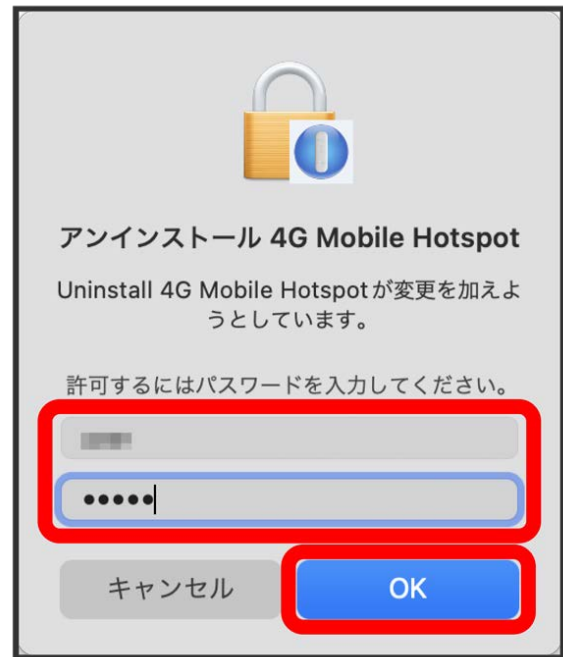 アンインストール 4G Mobile Hotspot
Uninstall 4G Mobile Hotspotが変更を加えよ
うとしています。
許可するにはパスワードを入力してください。
•••••
キャンセル
OK